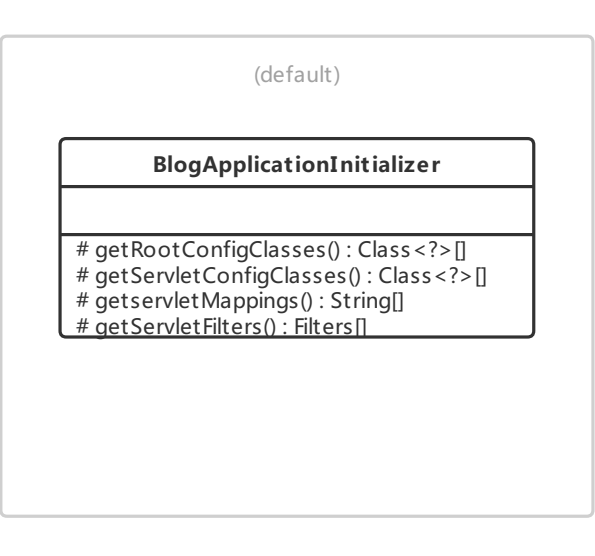 (default)
BlogApplicationInitializer
# getRootConfigClasses() : Class<?>[]
# getServletConfigClasses() : Class<?>[]
# getservletMappings() : String[]
# getServletFilters() : Filters[]